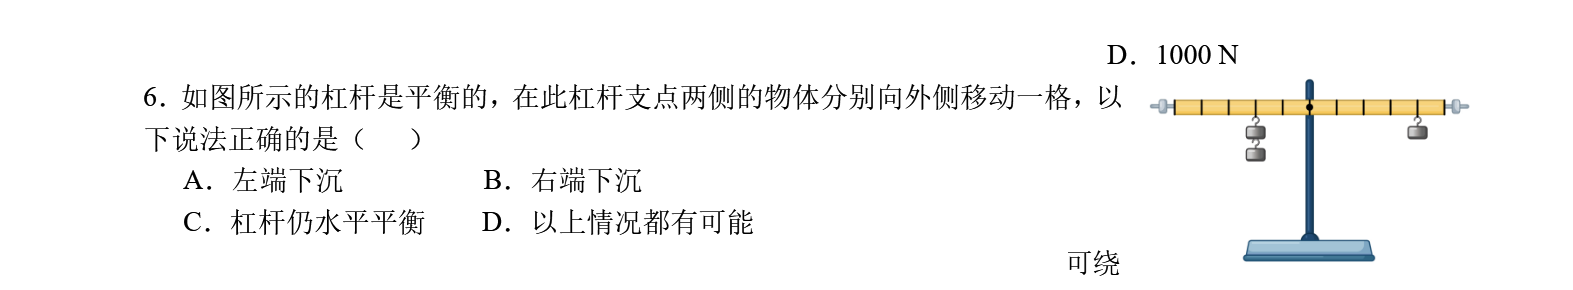 D．1000 N
6．如图所示的杠杆是平衡的，在此杠杆支点两侧的物体分别向外侧移动一格，以
下说法正确的是（　　）
A．左端下沉　　　　　B．右端下沉
C．杠杆仍水平平衡　　D．以上情况都有可能
可绕